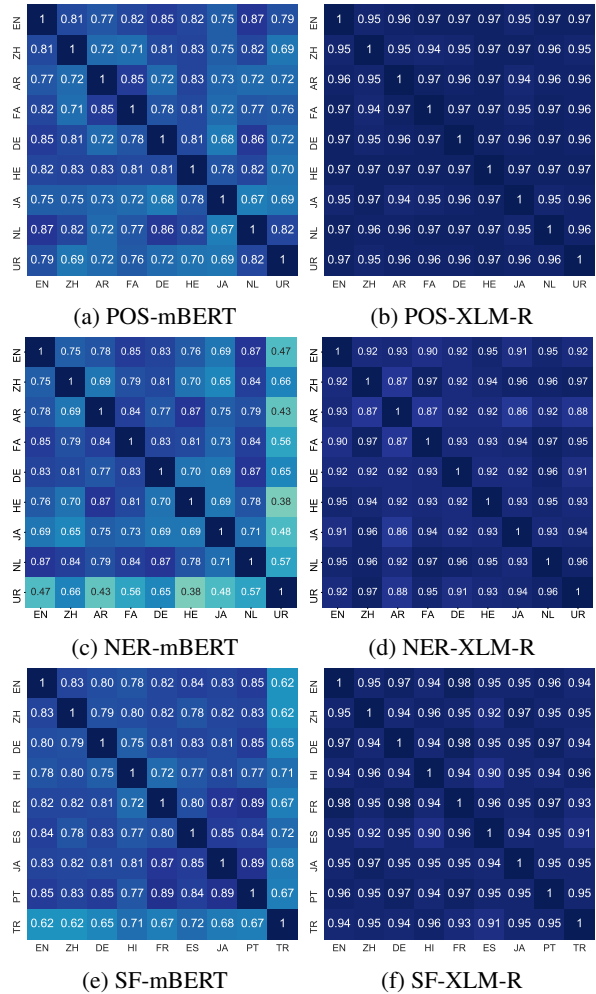 EN 1 0.81 0.77 0.82 0.85 0.82 0.75 0.87 0.79
ZH 0.81 1 0.72 0.71 0.81 0.83 0.75 0.82 0.69
AR 0.77 0.72 1 0.85 0.72 0.83 0.73 0.72 0.72
FA 0.82 0.71 0.85 1 0.78 0.81 0.72 0.77 0.76
DE 0.85 0.81 0.72 0.78 1 0.81 0.68 0.86 0.72
HE 0.82 0.83 0.83 0.81 0.81 1 0.78 0.82 0.70
JA 0.75 0.75 0.73 0.72 0.68 0.78 1 0.67 0.69
NL 0.87 0.82 0.72 0.77 0.86 0.82 0.67 1 0.82
UR 0.79 0.69 0.72 0.76 0.72 0.70 0.69 0.82 1
EN ZH AR FA DE HE JA NL UR
(a) POS-mBERT
EN 1 0.95 0.96 0.97 0.97 0.97 0.95 0.97 0.97
ZH 0.95 1 0.95 0.94 0.95 0.97 0.97 0.95 0.95
AR 0.96 0.95 1 0.97 0.96 0.97 0.94 0.96 0.96
FA 0.97 0.94 0.97 1 0.97 0.97 0.95 0.97 0.96
DE 0.97 0.95 0.96 0.97 1 0.97 0.96 0.97 0.96
HE 0.97 0.97 0.97 0.97 0.97 1 0.97 0.97 0.97
JA 0.95 0.97 0.94 0.95 0.96 0.97 1 0.95 0.96
NL 0.97 0.95 0.96 0.97 0.97 0.97 0.95 1 0.96
UR 0.97 0.95 0.96 0.96 0.96 0.97 0.96 0.96 1
EN ZH AR FA DE HE JA NL UR
(b) POS-XLM-R
EN 1 0.75 0.78 0.85 0.83 0.76 0.69 0.87 0.47
ZH 0.75 1 0.69 0.79 0.81 0.70 0.65 0.84 0.66
AR 0.78 0.69 1 0.84 0.77 0.87 0.75 0.79 0.43
FA 0.85 0.79 0.84 1 0.83 0.81 0.73 0.84 0.56
DE 0.83 0.81 0.77 0.83 1 0.70 0.69 0.87 0.65
HE 0.76 0.70 0.87 0.81 0.70 1 0.69 0.78 0.38
JA 0.69 0.65 0.75 0.73 0.69 0.69 1 0.71 0.48
NL 0.87 0.84 0.79 0.84 0.87 0.78 0.71 1 0.57
UR 0.47 0.66 0.43 0.56 0.65 0.38 0.48 0.57 1
EN ZH AR FA DE HE JA NL UR
(c) NER-mBERT
EN 1 0.92 0.93 0.90 0.92 0.95 0.91 0.95 0.92
ZH 0.92 1 0.87 0.97 0.92 0.94 0.96 0.96 0.97
AR 0.93 0.87 1 0.87 0.92 0.92 0.86 0.92 0.88
FA 0.90 0.97 0.87 1 0.93 0.93 0.94 0.97 0.95
DE 0.92 0.92 0.92 0.93 1 0.92 0.92 0.96 0.91
HE 0.95 0.94 0.92 0.93 0.92 1 0.93 0.95 0.93
JA 0.91 0.96 0.86 0.94 0.92 0.93 1 0.93 0.94
NL 0.95 0.96 0.92 0.97 0.96 0.95 0.93 1 0.96
UR 0.92 0.97 0.88 0.95 0.91 0.93 0.94 0.96 1
EN ZH AR FA DE HE JA NL UR
(d) NER-XLM-R
EN 1 0.83 0.80 0.78 0.82 0.84 0.83 0.85 0.62
ZH 0.83 1 0.79 0.80 0.82 0.78 0.82 0.83 0.62
DE 0.80 0.79 1 0.75 0.81 0.83 0.81 0.85 0.65
HI 0.78 0.80 0.75 1 0.72 0.77 0.81 0.77 0.71
FR 0.82 0.82 0.81 0.72 1 0.80 0.87 0.89 0.67
ES 0.84 0.78 0.83 0.77 0.80 1 0.85 0.84 0.72
JA 0.83 0.82 0.81 0.81 0.87 0.85 1 0.89 0.68
PT 0.85 0.83 0.85 0.77 0.89 0.84 0.89 1 0.67
TR 0.62 0.62 0.65 0.71 0.67 0.72 0.68 0.67 1
EN ZH DE HI FR ES JA PT TR
(e) SF-mBERT
EN 1 0.95 0.97 0.94 0.98 0.95 0.95 0.96 0.94
ZH 0.95 1 0.94 0.96 0.95 0.92 0.97 0.95 0.95
DE 0.97 0.94 1 0.94 0.98 0.95 0.95 0.97 0.94
HI 0.94 0.96 0.94 1 0.94 0.90 0.95 0.94 0.96
FR 0.98 0.95 0.98 0.94 1 0.96 0.95 0.97 0.93
ES 0.95 0.92 0.95 0.90 0.96 1 0.94 0.95 0.91
JA 0.95 0.97 0.95 0.95 0.95 0.94 1 0.95 0.95
PT 0.96 0.95 0.97 0.94 0.97 0.95 0.95 1 0.95
TR 0.94 0.95 0.94 0.96 0.93 0.91 0.95 0.95 1
EN ZH DE HI FR ES JA PT TR
(f) SF-XLM-R